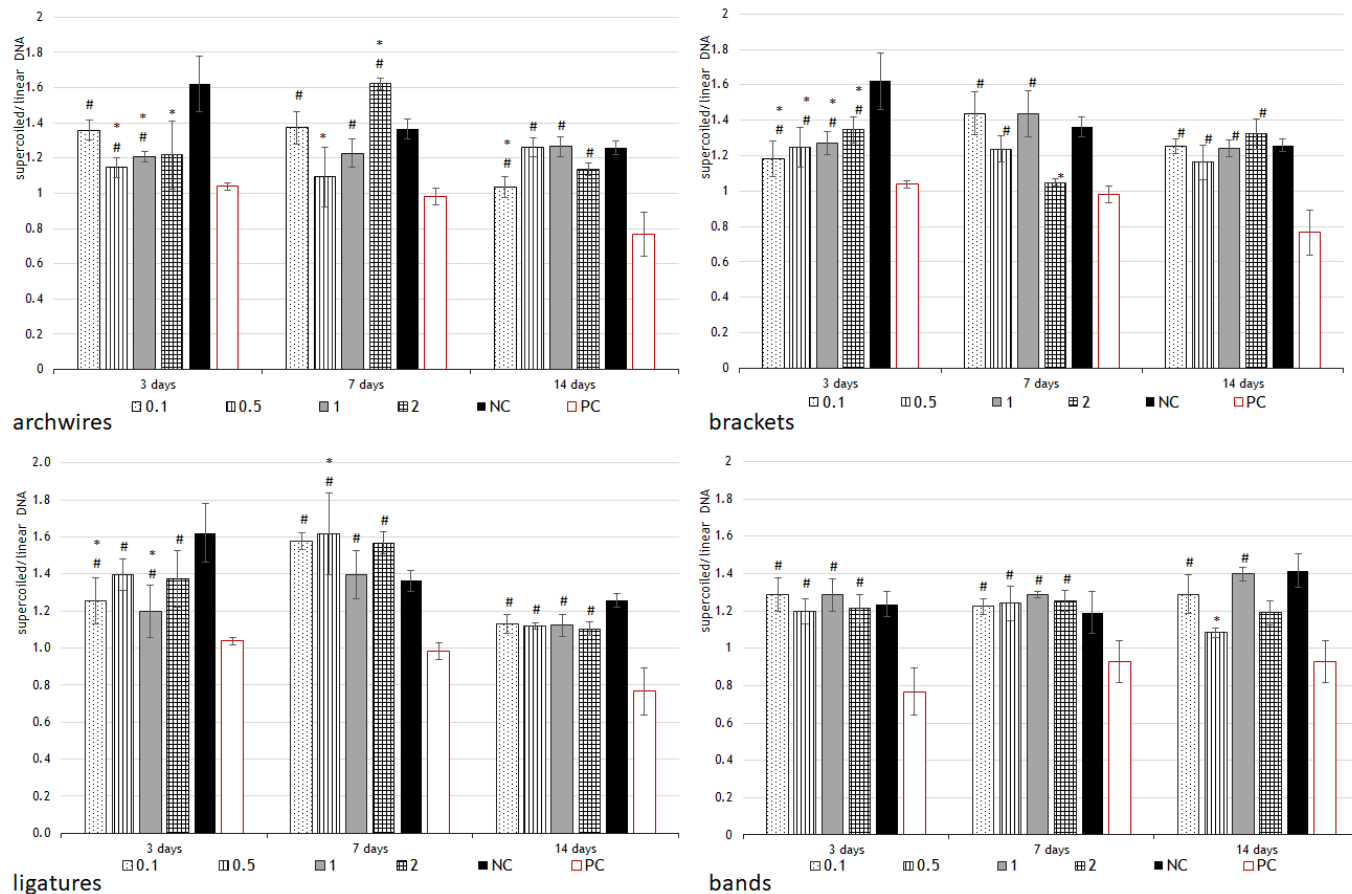 supercoiled/linear DNA
2
1.8
1.6
1.4
1.2
1
0.8
0.6
0.4
0.2
0
# * # * # * * # * # * # * # # # #
3 days 7 days 14 days
0.1 0.5 1 2 NC PC
archwires
supercoiled/linear DNA
2
1.8
1.6
1.4
1.2
1
0.8
0.6
0.4
0.2
0
* # * # * # * # # # # * # # # #
3 days 7 days 14 days
0.1 0.5 1 2 NC PC
brackets
supercoiled/linear DNA
2.0
1.8
1.6
1.4
1.2
1.0
0.8
0.6
0.4
0.2
0.0
* # # * # # # * # # # # # # #
3 days 7 days 14 days
0.1 0.5 1 2 NC PC
ligatures
supercoiled/linear DNA
2
1.8
1.6
1.4
1.2
1
0.8
0.6
0.4
0.2
0
# # # # # # # # # * #
3 days 7 days 14 days
0.1 0.5 1 2 NC PC
bands